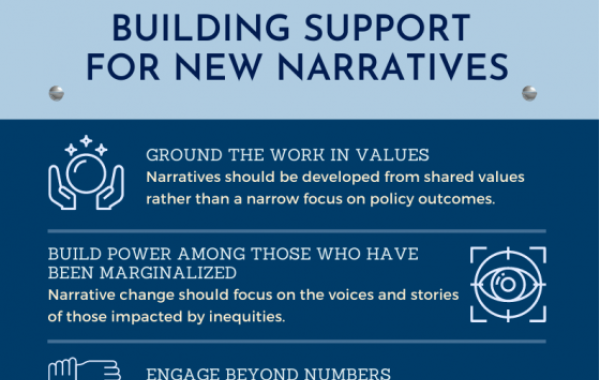 BUILDING SUPPORT
FOR NEW NARRATIVES
GROUND THE WORK IN VALUES
Narratives should be developed from shared values
rather than a narrow focus on policy outcomes.
BUILD POWER AMONG THOSE WHO HAVE
BEEN MARGINALIZED
Narrative change should focus on the voices and stories
of those impacted by inequities.
ENGAGE BEYOND NUMBERS